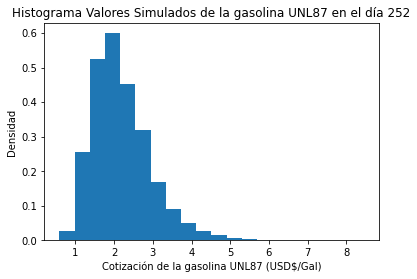 Histograma Valores Simulados de la gasolina UNL87 en el día 252
0.6
0.5
0.4
0.3
0.2
0.1
0.0
Densidad
1 2 3 4 5 6 7 8
Cotización de la gasolina UNL87 (USD$/Gal)